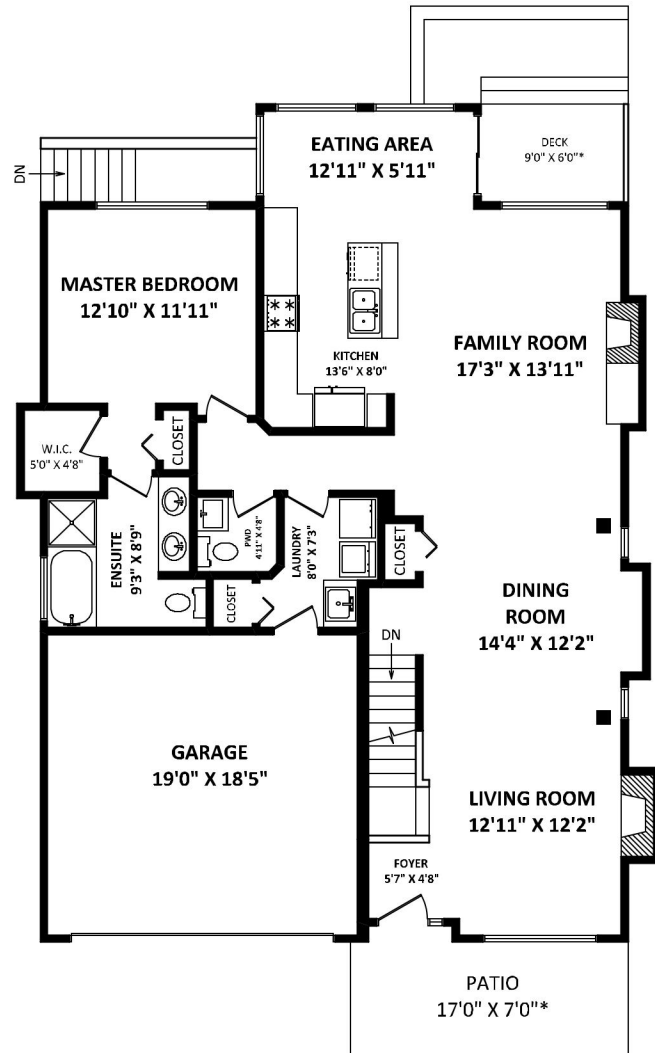 EATING AREA
12'11" X 5'11"
DECK
9'0" X 6'0"*
DN
MASTER BEDROOM
12'10" X 11'11"
KITCHEN
13'6" X 8'0"
FAMILY ROOM
17'3" X 13'11"
W.I.C.
5'0" X 4'8"
CLOSET
ENSUITE
9'3" X 8'9"
PWD
4'11" X 4'8"
LAUNDRY
8'0" X 7'3"
CLOSET
CLOSET
DINING
ROOM
14'4" X 12'2"
DN
GARAGE
19'0" X 18'5"
LIVING ROOM
12'11" X 12'2"
FOYER
5'7" X 4'8"
PATIO
17'0" X 7'0"*